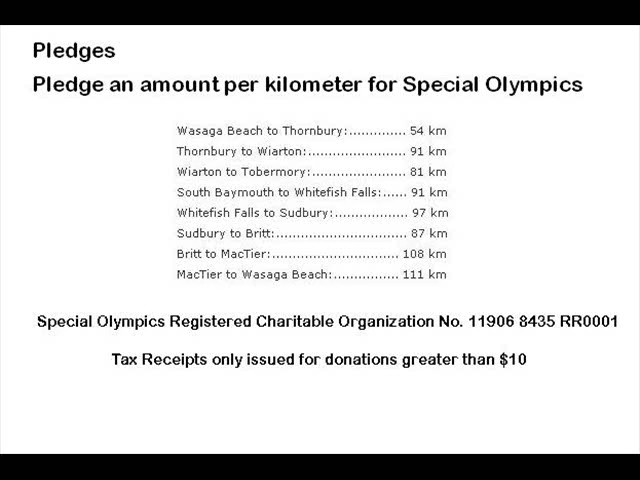 Pledges
Pledge an amount per kilometer for Special Olympics
Wasaga Beach to Thornbury:.............. 54 km
Thornbury to Wiarton:........................ 91 km
Wiarton to Tobermory:....................... 81 km
South Baymouth to Whitefish Falls:...... 91 km
Whitefish Falls to Sudbury:.................. 97 km
Sudbury to Britt:................................ 87 km
Britt to MacTier:................................ 108 km
MacTier to Wasaga Beach:................ 111 km
Special Olympics Registered Charitable Organization No. 11906 8435 RR0001
Tax Receipts only issued for donations greater than $10